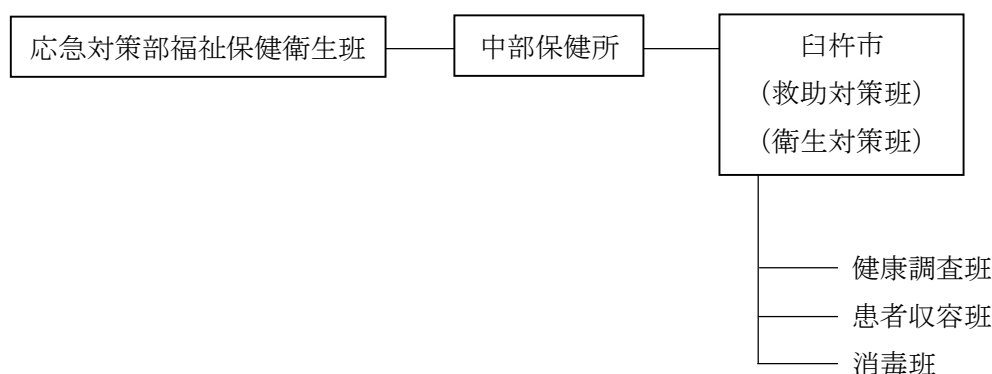 応急対策部福祉保健衛生班
中部保健所
臼杵市
(救助対策班)
(衛生対策班)
健康調査班
患者収容班
消毒班